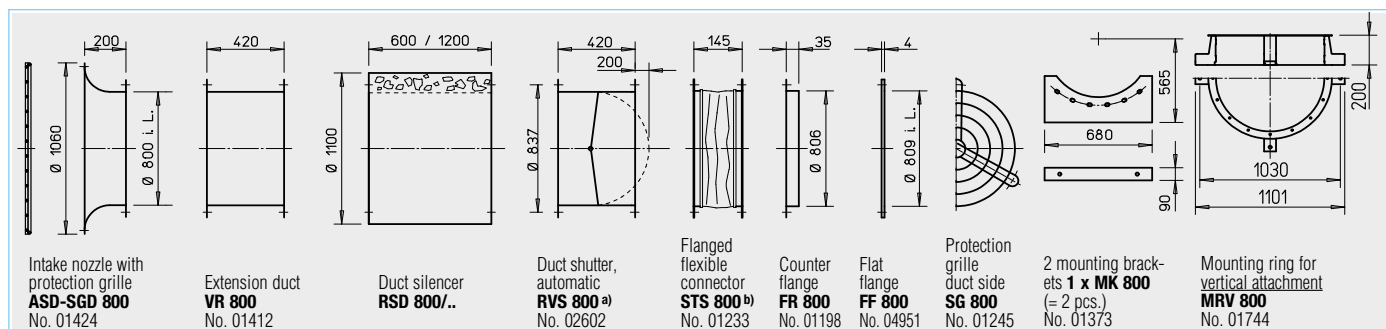 200
420
600 / 1200
420
200
145
35
4
Ø 1060
Ø 800 i. L.
Ø 1100
Ø 837
Ø 806
Ø 809 i.L.
565
680
90
200
1030
1101
Intake nozzle with
protection grille
ASD-SGD 800
No. 01424
Extension duct
VR 800
No. 01412
Duct silencer
RSD 800/..
Duct shutter,
automatic
RVS 800 a)
No. 02602
Flanged
flexible
connector
STS 800 b)
No. 01233
Counter
flange
FR 800
No. 01198
Flat
flange
FF 800
No. 04951
Protection
grille
duct side
SG 800
No. 01245
2 mounting brack-
ets 1 x MK 800
(= 2 pcs.)
No. 01373
Mounting ring for
vertical attachment
MRV 800
No. 01744